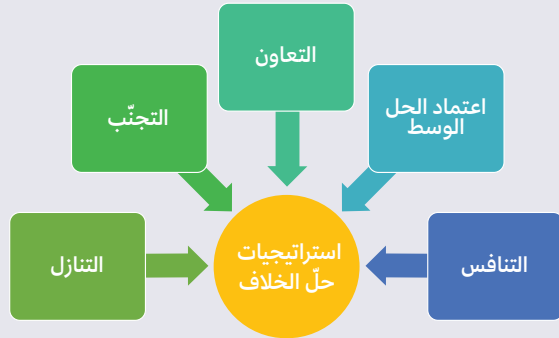 التعاون
اعتماد الحل
الوسط
التجنّب
التنافس
استراتيجيات
حلّ الخلاف
التنازل